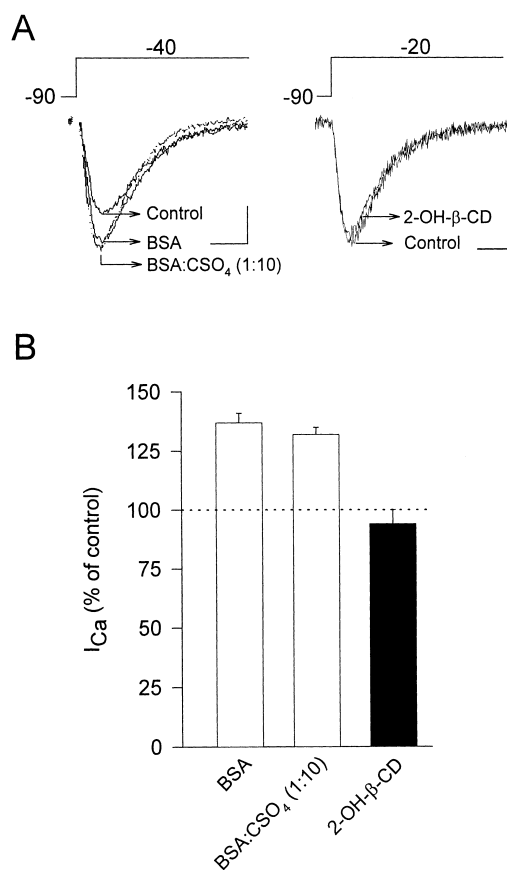 A
-40
-90
Control
BSA
BSA:CSO₄ (1:10)
-20
-90
2-OH-β-CD
Control
B
I_Ca (% of control)
150
125
100
75
50
25
0
BSA
BSA:CSO₄ (1:10)
2-OH-β-CD